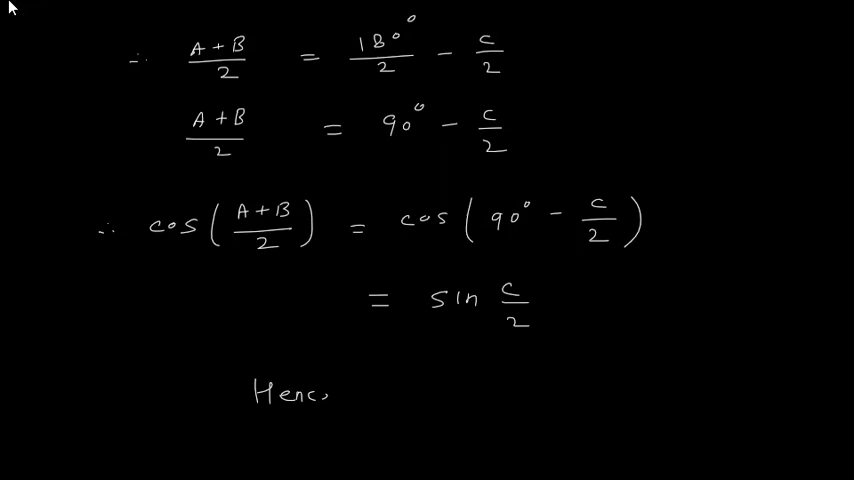 ∴ (A+B)/2 = 180°/2 - C/2
(A+B)/2 = 90° - C/2
∴ cos((A+B)/2) = cos(90° - C/2)
= sin C/2
Henc